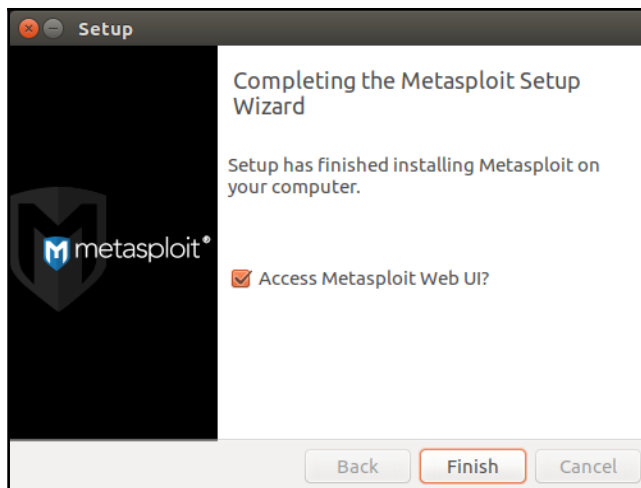 Setup
Completing the Metasploit Setup
Wizard
Setup has finished installing Metasploit on
your computer.
metasploit®
Access Metasploit Web UI?
Back
Finish
Cancel